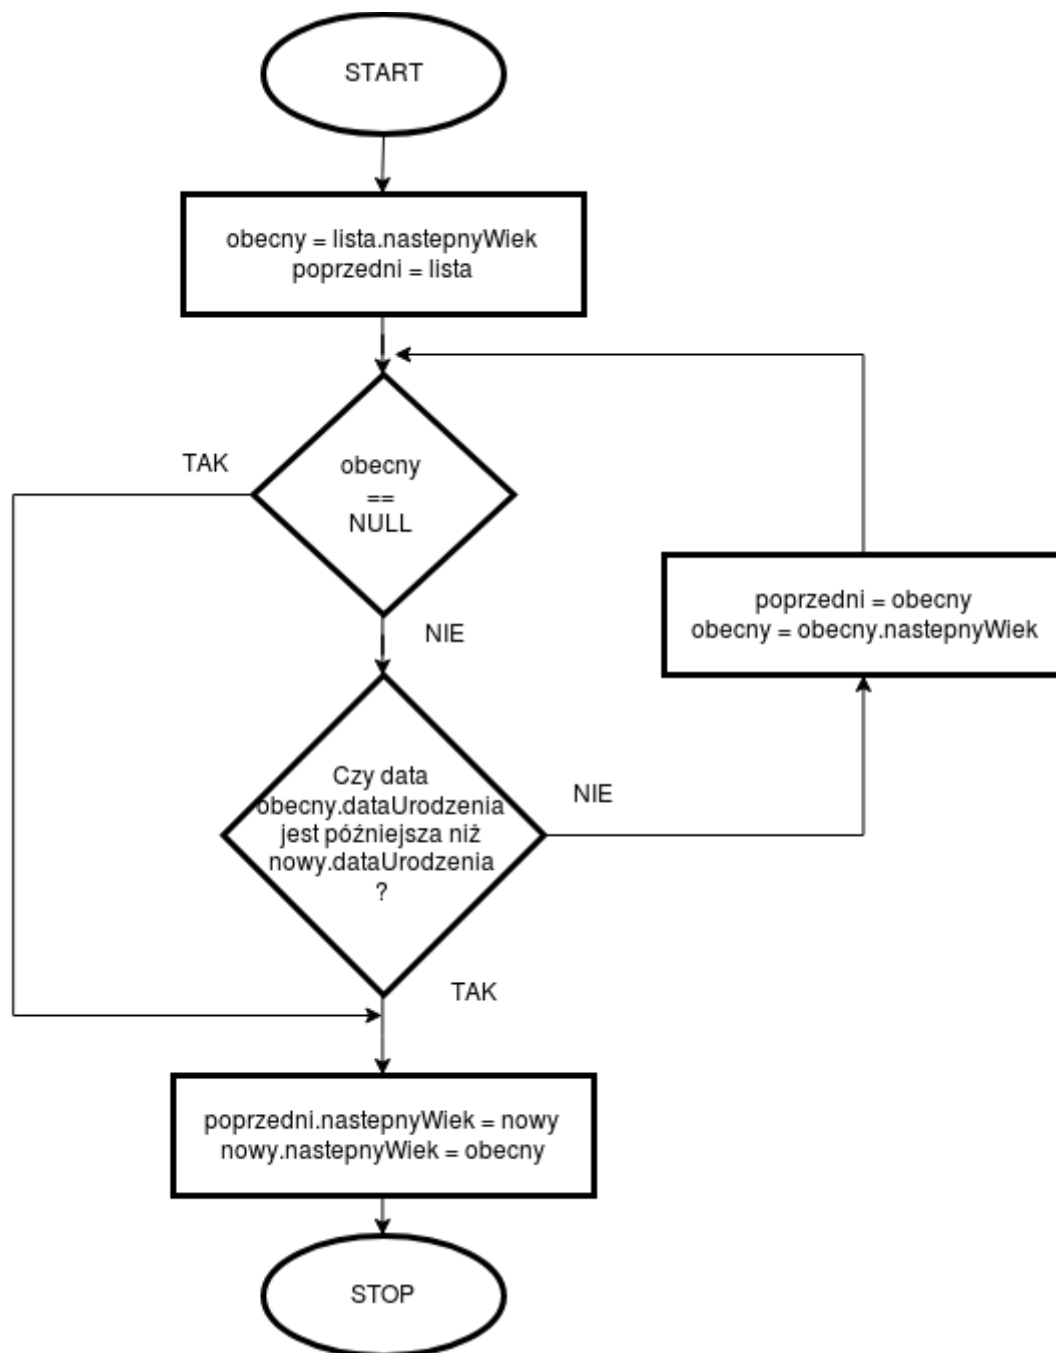 START
obecny = lista.nastepnyWiek
poprzedni = lista
TAK
obecny
==
NULL
NIE
poprzedni = obecny
obecny = obecny.nastepnyWiek
Czy data
obecny.dataUrodzenia
jest późniejsza niż
nowy.dataUrodzenia
?
NIE
TAK
poprzedni.nastepnyWiek = nowy
nowy.nastepnyWiek = obecny
STOP